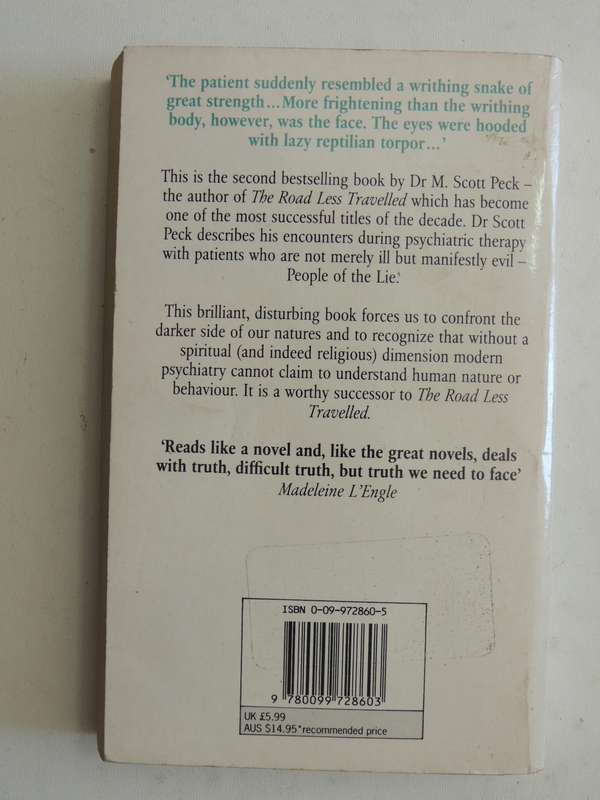 'The patient suddenly resembled a writhing snake of
great strength...More frightening than the writhing
body, however, was the face. The eyes were hooded
with lazy reptilian torpor...'
This is the second bestselling book by Dr M. Scott Peck –
the author of The Road Less Travelled which has become
one of the most successful titles of the decade. Dr Scott
Peck describes his encounters during psychiatric therapy
with patients who are not merely ill but manifestly evil –
People of the Lie.'
This brilliant, disturbing book forces us to confront the
darker side of our natures and to recognize that without a
spiritual (and indeed religious) dimension modern
psychiatry cannot claim to understand human nature or
behaviour. It is a worthy successor to The Road Less
Travelled.
'Reads like a novel and, like the great novels, deals
with truth, difficult truth, but truth we need to face'
Madeleine L'Engle
ISBN 0-09-972860-5
9 780099 728603
UK £5.99
AUS $14.95*recommended price